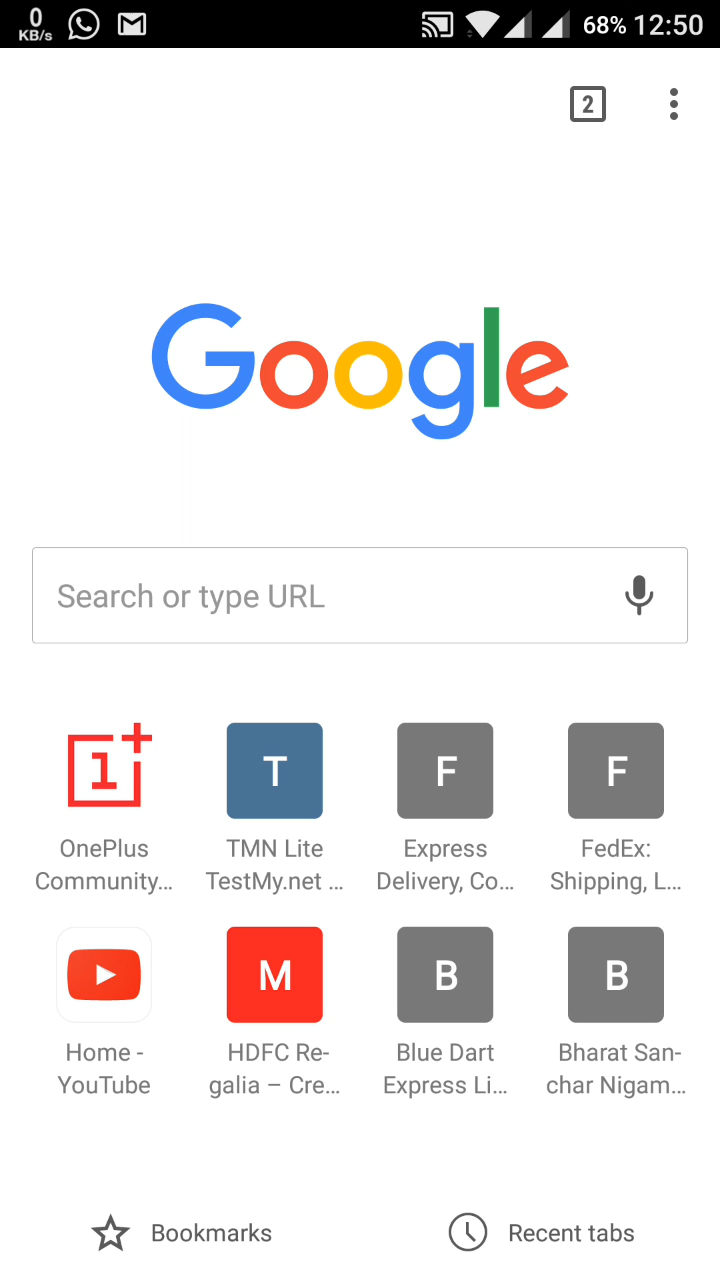 0
KB/s
68% 12:50
2
Google
Search or type URL
1+
T
F
F
OnePlus
Community...
TMN Lite
TestMy.net ...
Express
Delivery, Co...
FedEx:
Shipping, L...
M
B
B
Home -
YouTube
HDFC Re-
galia – Cre...
Blue Dart
Express Li...
Bharat San-
char Nigam...
Bookmarks
Recent tabs